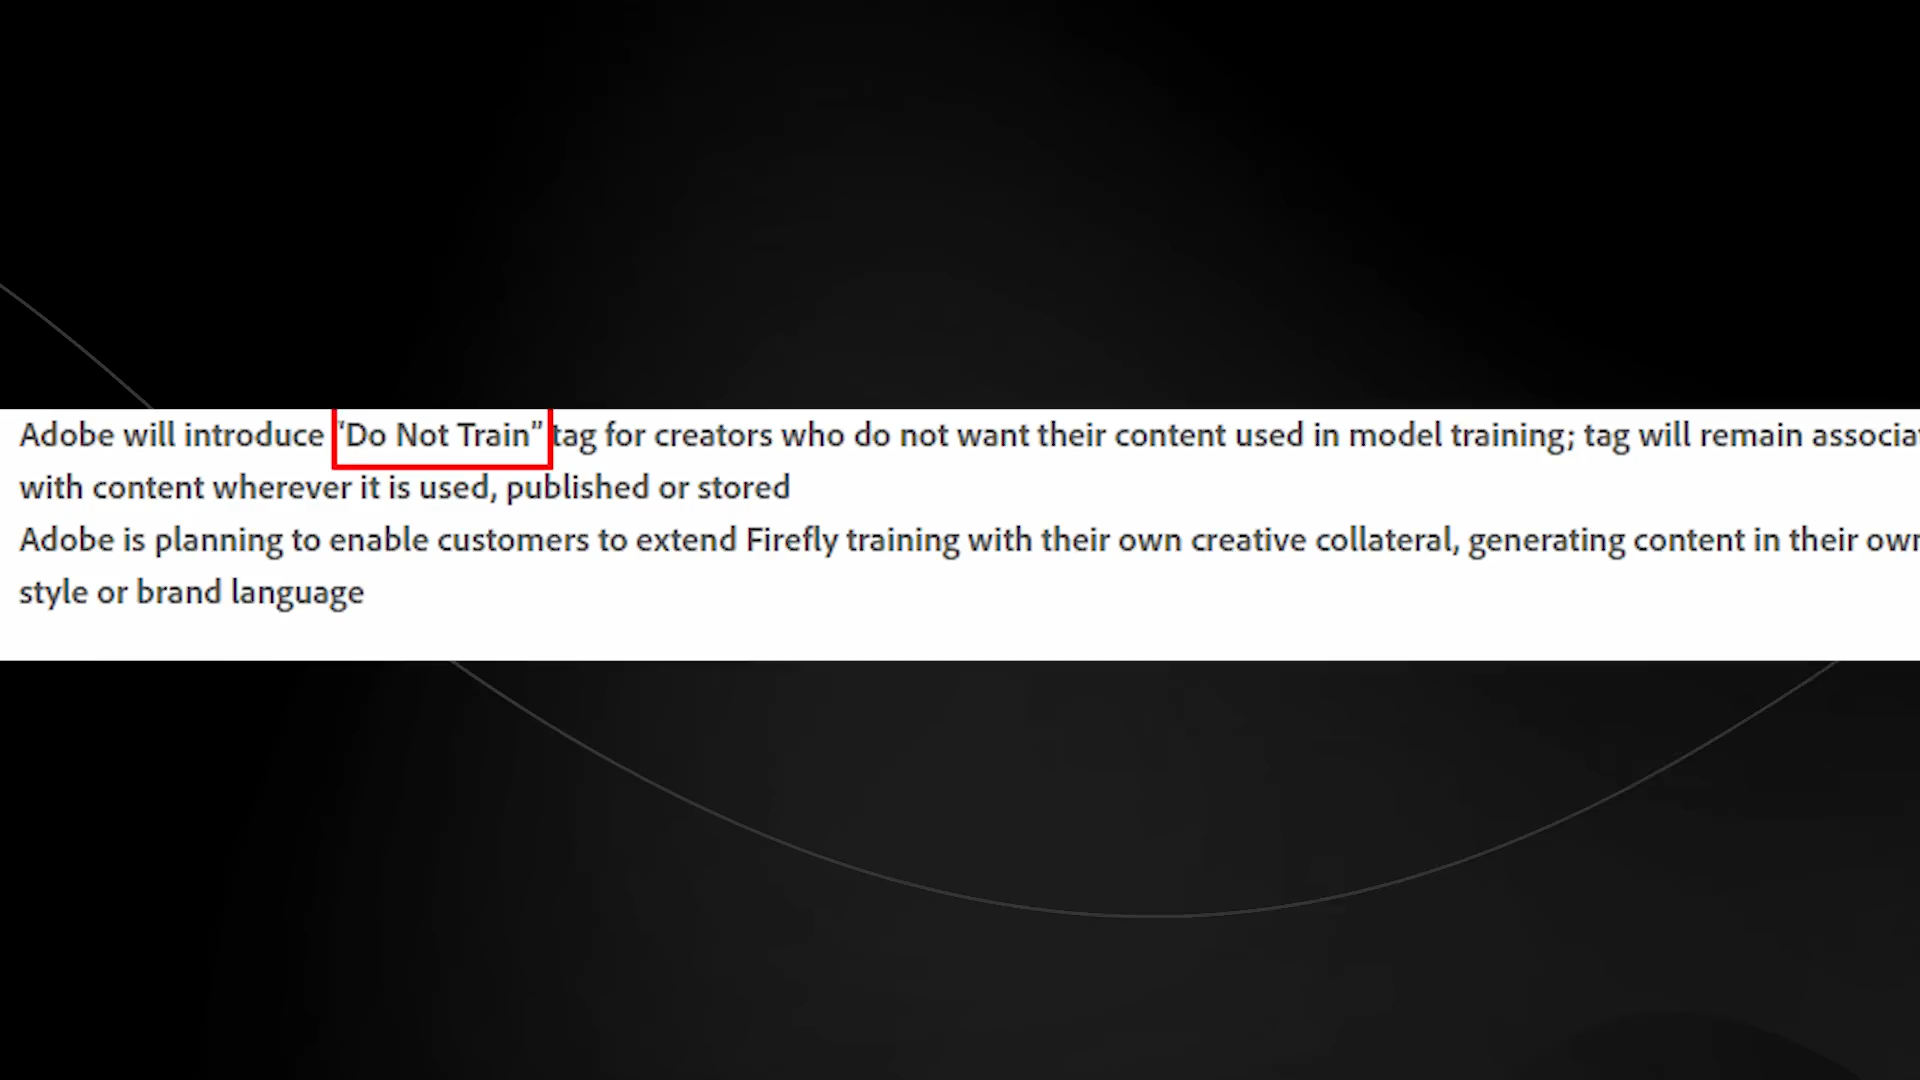 Adobe will introduce “Do Not Train” tag for creators who do not want their content used in model training; tag will remain associat
with content wherever it is used, published or stored
Adobe is planning to enable customers to extend Firefly training with their own creative collateral, generating content in their own
style or brand language